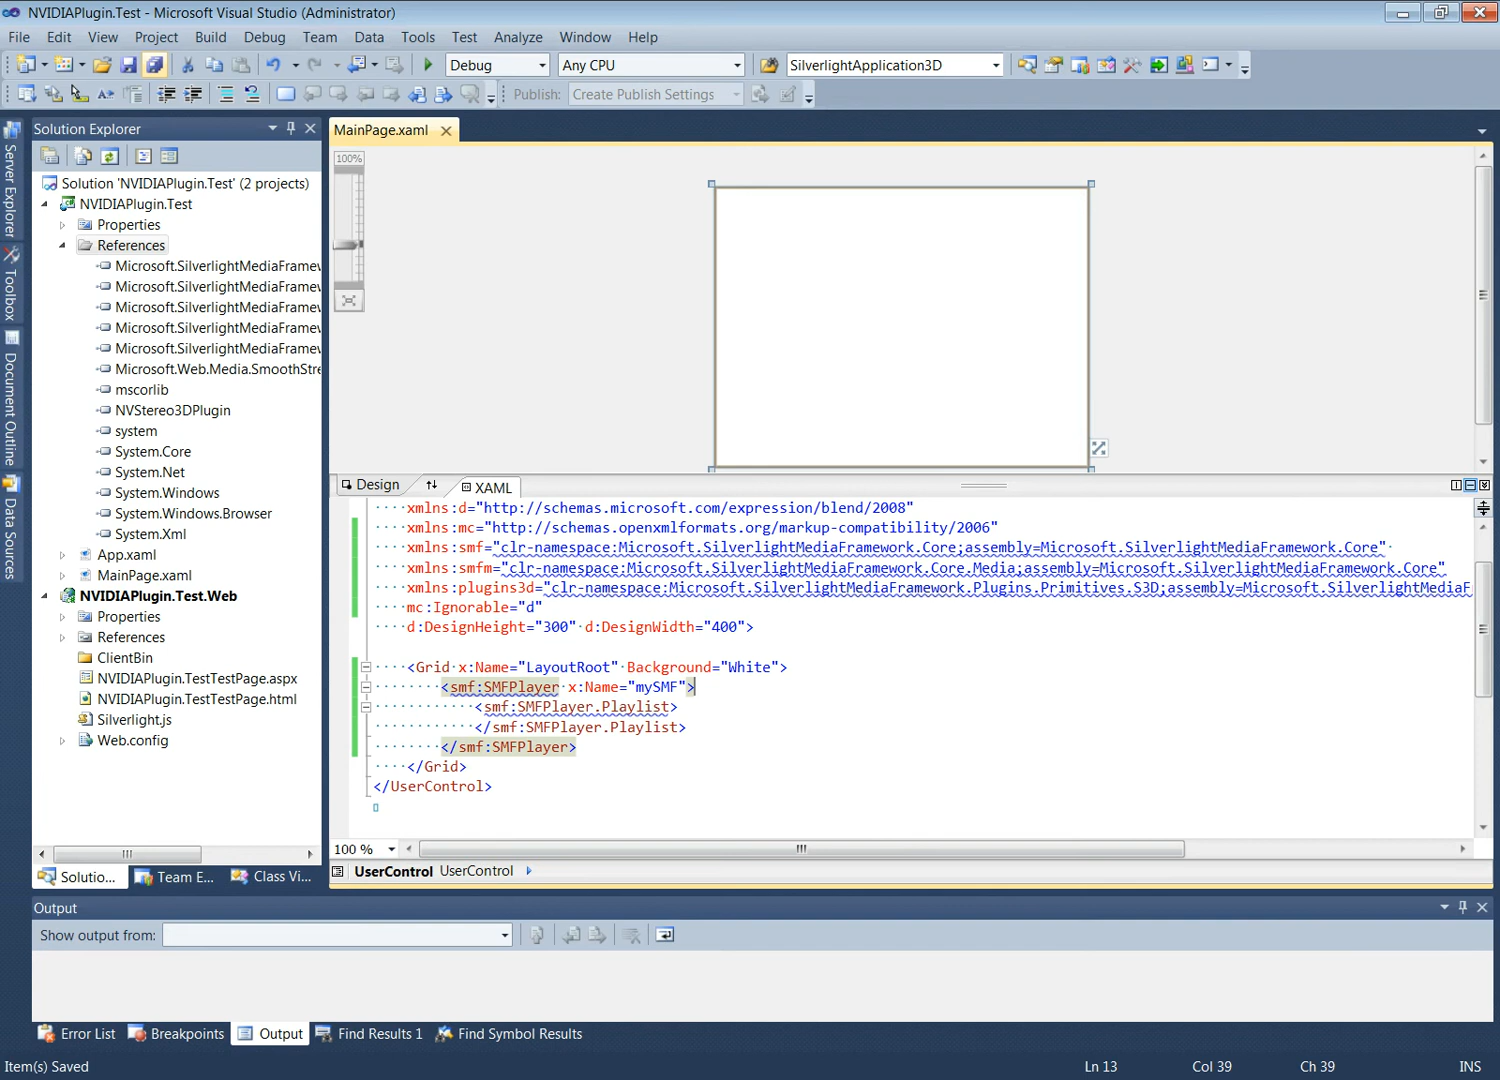 NVIDIAPlugin.Test - Microsoft Visual Studio (Administrator)
File Edit View Project Build Debug Team Data Tools Test Analyze Window Help
Debug Any CPU SilverlightApplication3D
Publish: Create Publish Settings
Server Explorer
Toolbox
Document Outline
Data Sources
Solution Explorer
Solution 'NVIDIAPlugin.Test' (2 projects)
NVIDIAPlugin.Test
Properties
References
Microsoft.SilverlightMediaFramew
Microsoft.SilverlightMediaFramew
Microsoft.SilverlightMediaFramew
Microsoft.SilverlightMediaFramew
Microsoft.SilverlightMediaFramew
Microsoft.Web.Media.SmoothStre
mscorlib
NVStereo3DPlugin
system
System.Core
System.Net
System.Windows
System.Windows.Browser
System.Xml
App.xaml
MainPage.xaml
NVIDIAPlugin.Test.Web
Properties
References
ClientBin
NVIDIAPlugin.TestTestPage.aspx
NVIDIAPlugin.TestTestPage.html
Silverlight.js
Web.config
Solutio... Team E... Class Vi...
MainPage.xaml
100%
Design XAML
xmlns:d="http://schemas.microsoft.com/expression/blend/2008"
xmlns:mc="http://schemas.openxmlformats.org/markup-compatibility/2006"
xmlns:smf="clr-namespace:Microsoft.SilverlightMediaFramework.Core;assembly=Microsoft.SilverlightMediaFramework.Core"
xmlns:smfm="clr-namespace:Microsoft.SilverlightMediaFramework.Core.Media;assembly=Microsoft.SilverlightMediaFramework.Core"
xmlns:plugins3d="clr-namespace:Microsoft.SilverlightMediaFramework.Plugins.Primitives.S3D;assembly=Microsoft.SilverlightMediaF
mc:Ignorable="d"
d:DesignHeight="300" d:DesignWidth="400">
<Grid x:Name="LayoutRoot" Background="White">
<smf:SMFPlayer x:Name="mySMF">
<smf:SMFPlayer.Playlist>
</smf:SMFPlayer.Playlist>
</smf:SMFPlayer>
</Grid>
</UserControl>
100 %
UserControl UserControl
Output
Show output from:
Error List Breakpoints Output Find Results 1 Find Symbol Results
Item(s) Saved Ln 13 Col 39 Ch 39 INS